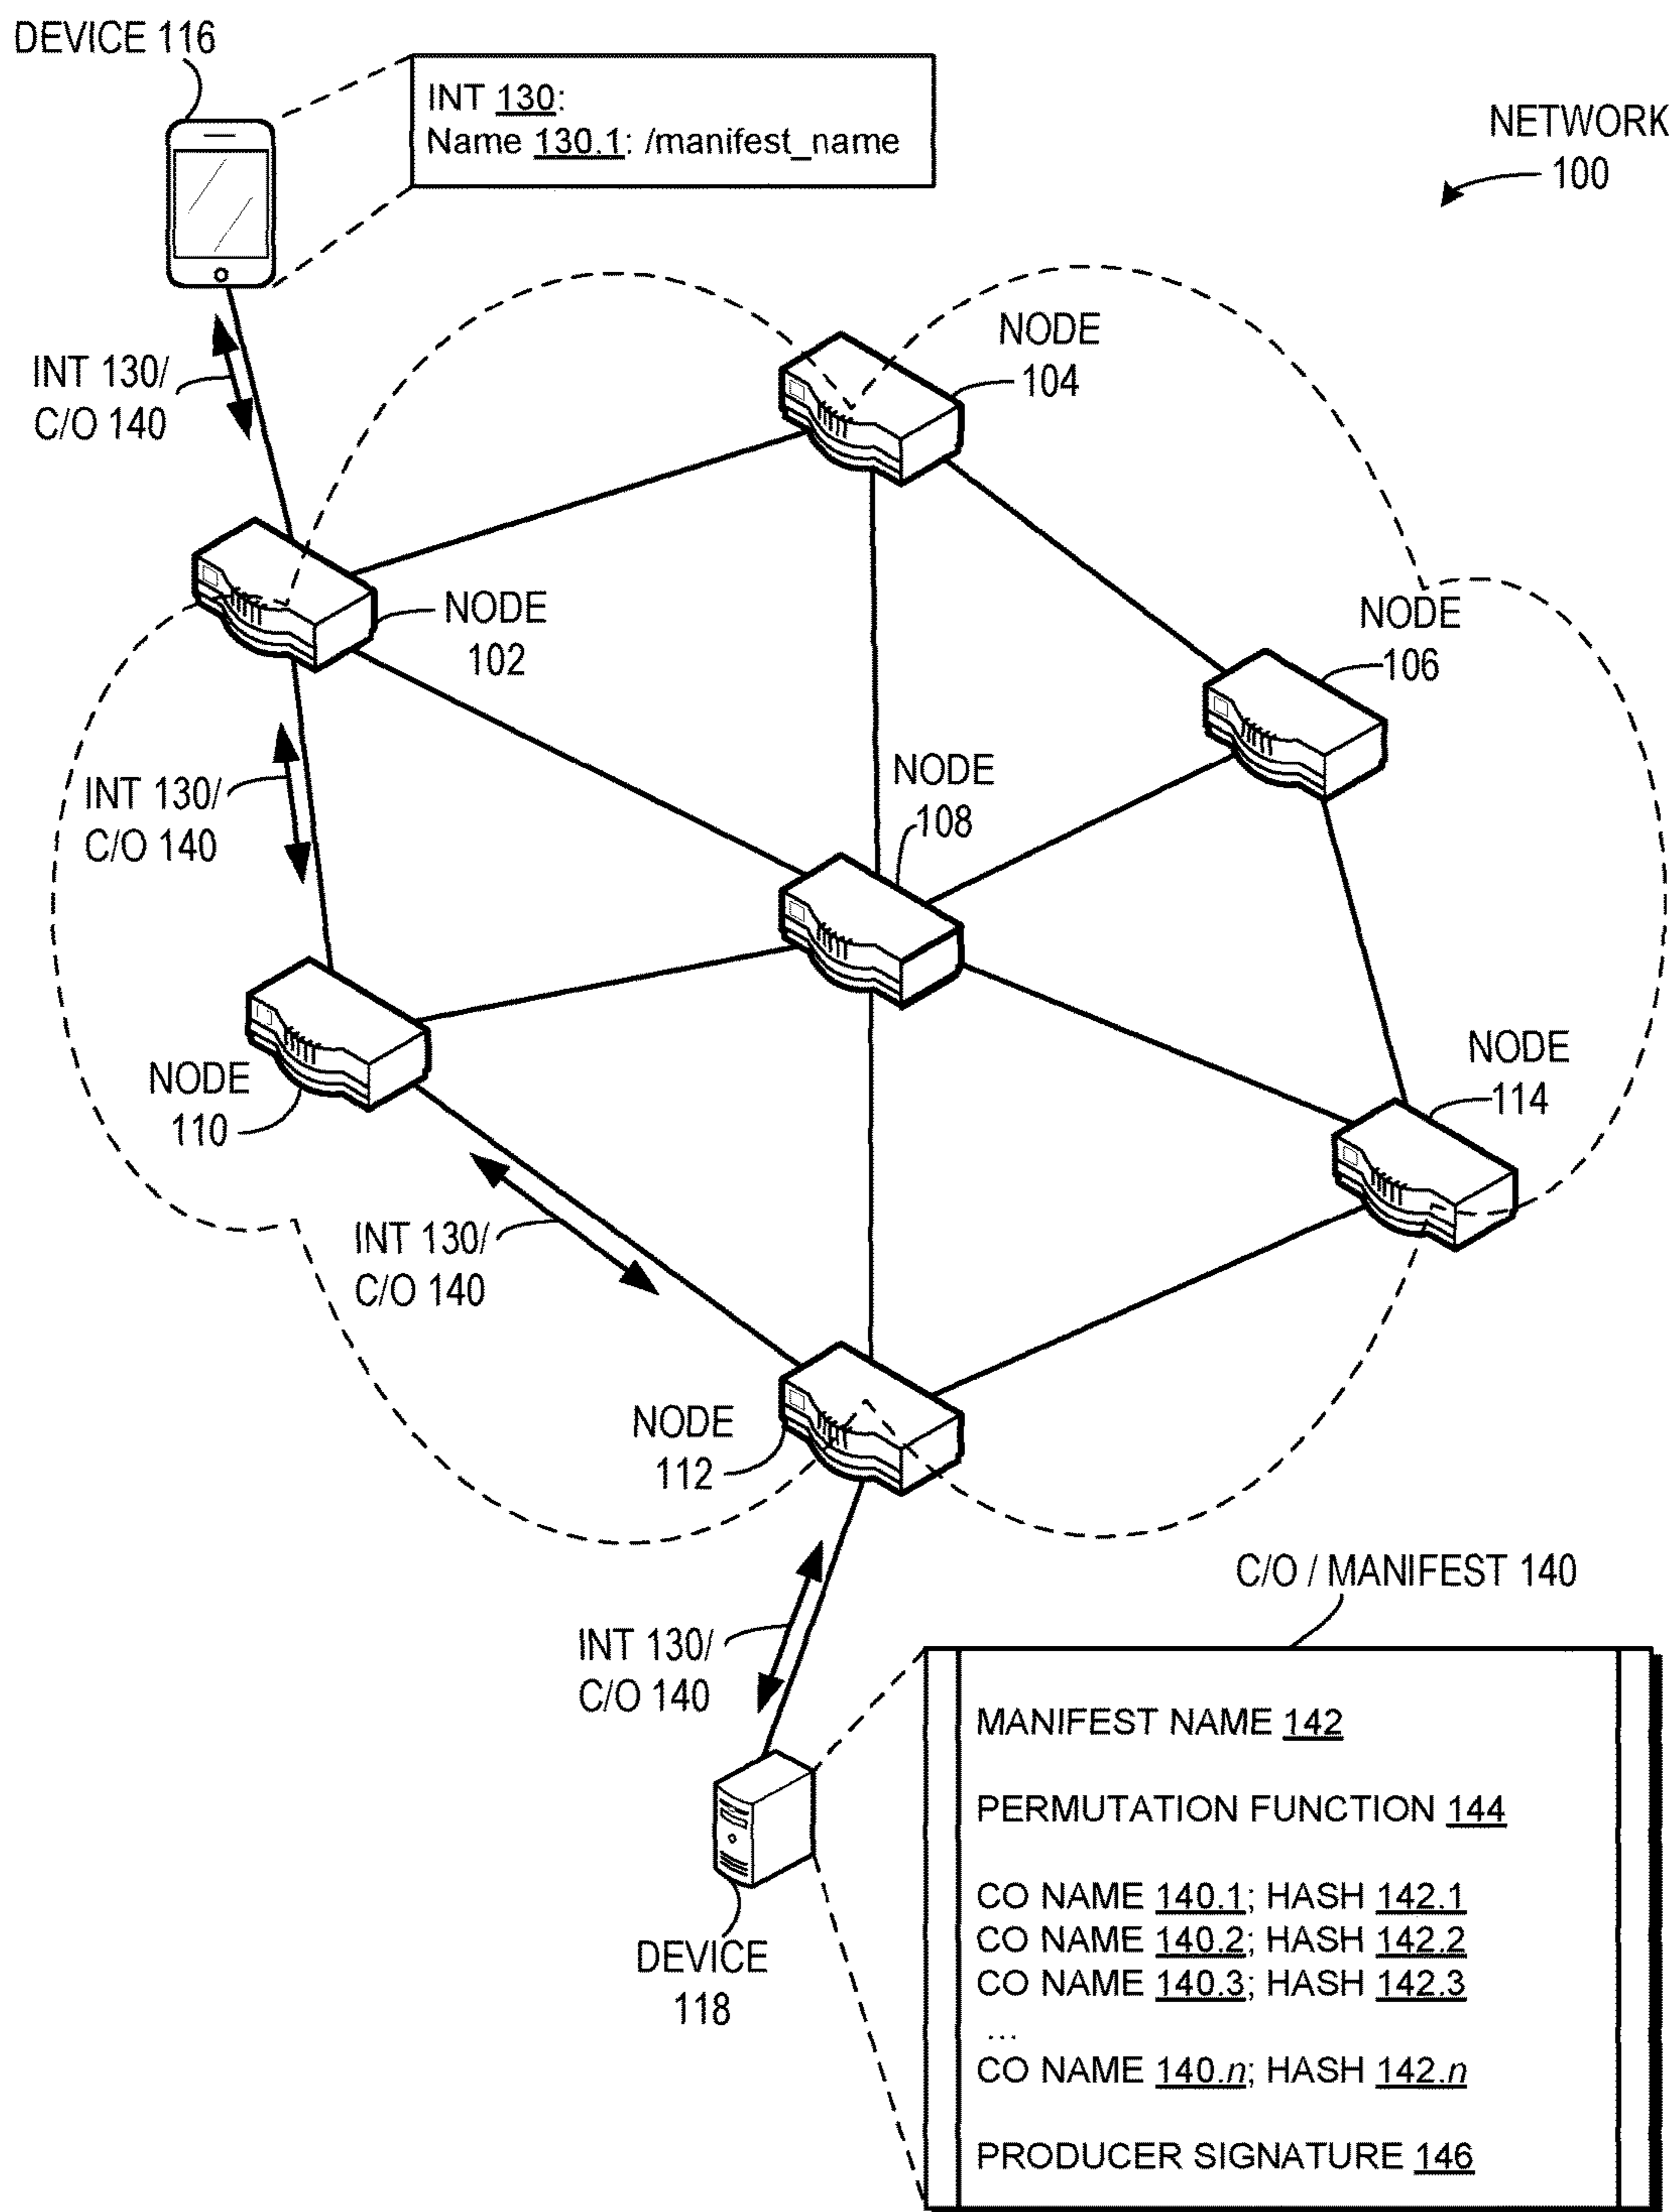 DEVICE 116
INT 130:
Name 130.1: /manifest_name
NETWORK
100
NODE
104
INT 130/
C/O 140
NODE
102
NODE
106
NODE
108
INT 130/
C/O 140
NODE
110
NODE
114
INT 130/
C/O 140
NODE
112
C/O / MANIFEST 140
INT 130/
C/O 140
MANIFEST NAME 142
PERMUTATION FUNCTION 144
CO NAME 140.1; HASH 142.1
CO NAME 140.2; HASH 142.2
CO NAME 140.3; HASH 142.3
...
CO NAME 140.n; HASH 142.n
PRODUCER SIGNATURE 146
DEVICE
118